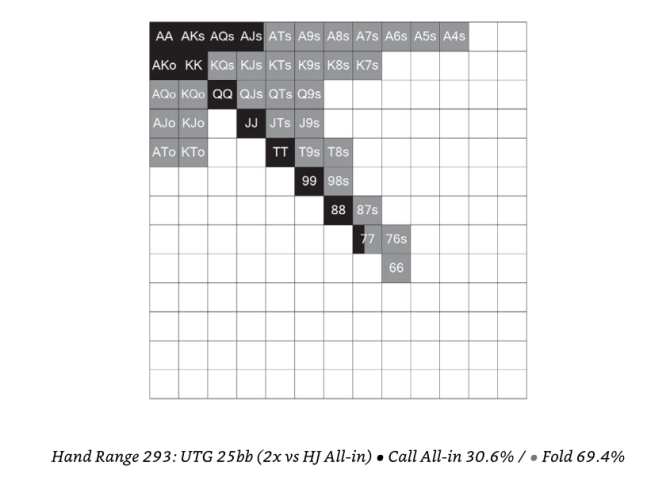 AA AKs AQs AJs ATs A9s A8s A7s A6s A5s A4s
AKo KK KQs KJs KTs K9s K8s K7s
AQo KQo QQ QJs QTs Q9s
AJo KJo JJ JTs J9s
ATo KTo TT T9s T8s
99 98s
88 87s
77 76s
66
Hand Range 293: UTG 25bb (2x vs HJ All-in) • Call All-in 30.6% / • Fold 69.4%